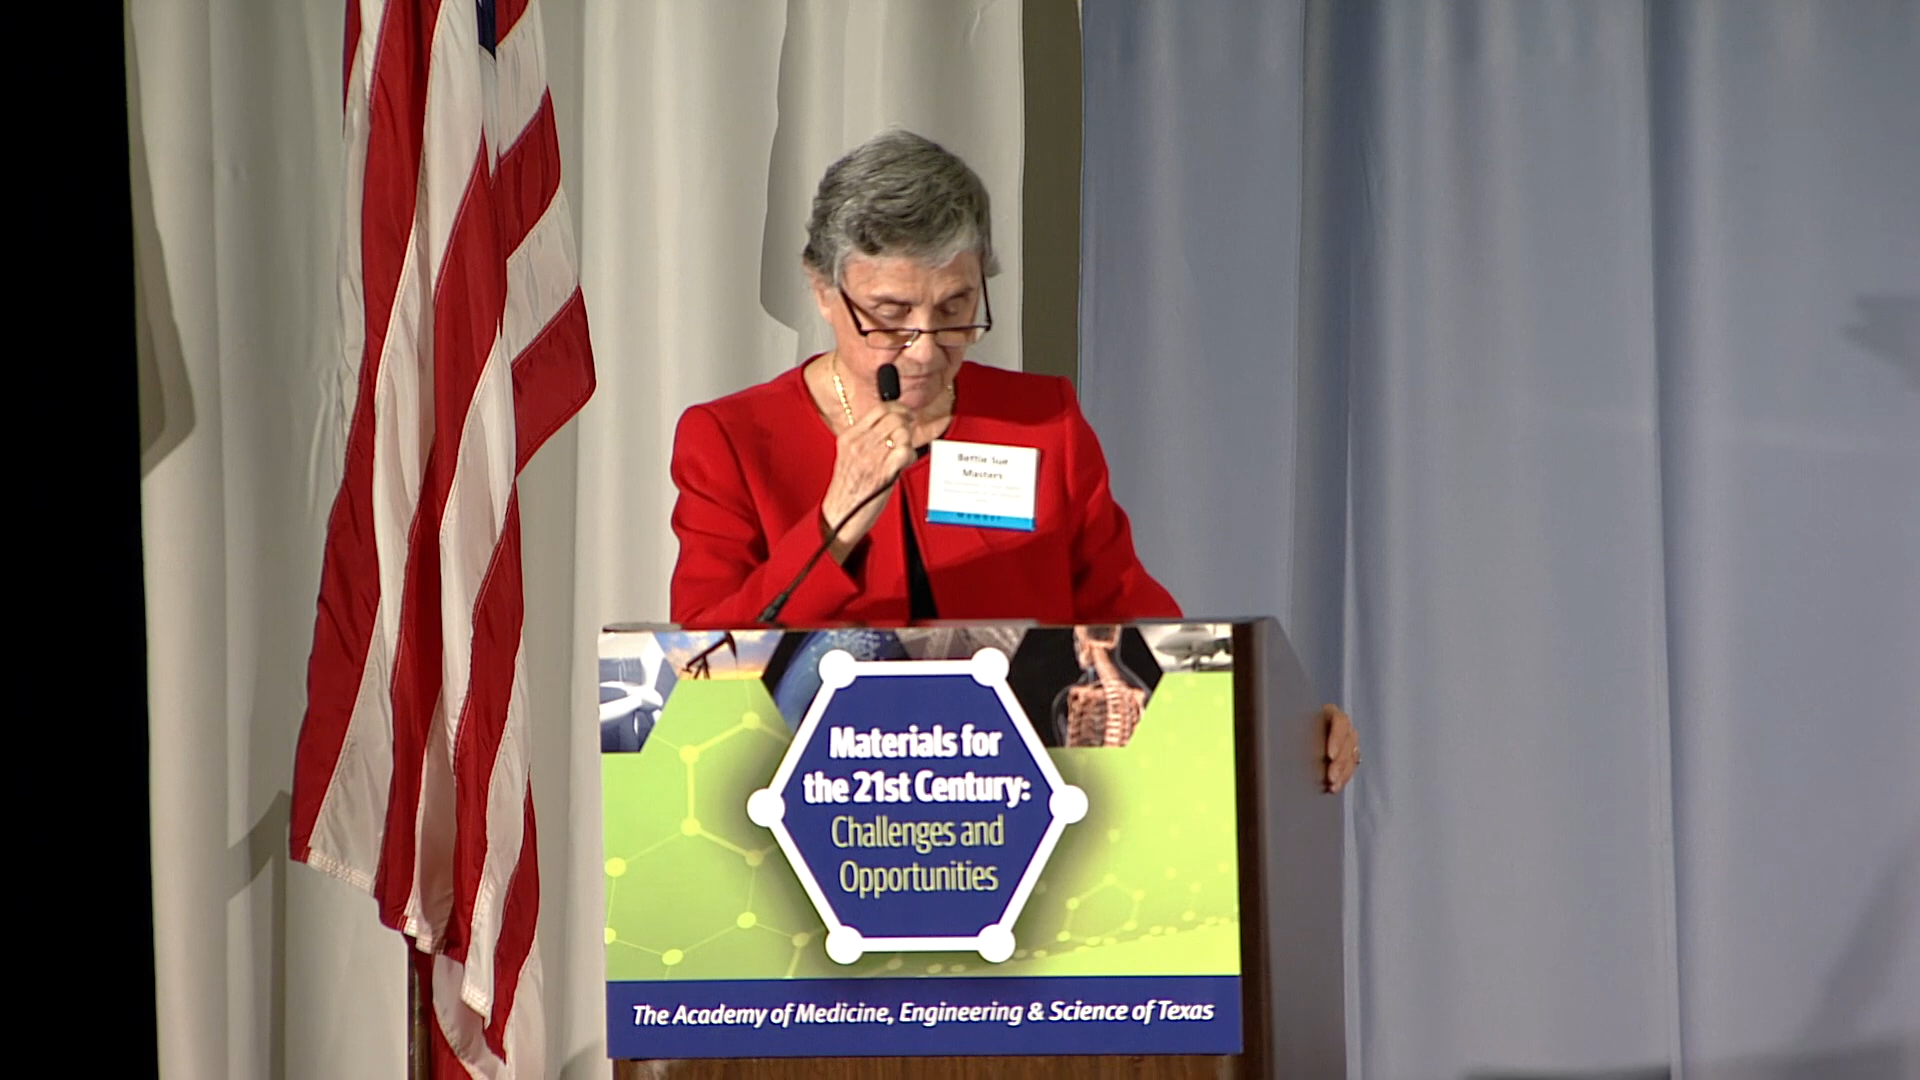 Bettie Sue
Masters
MEMBER
Materials for
the 21st Century:
Challenges and
Opportunities
The Academy of Medicine, Engineering & Science of Texas